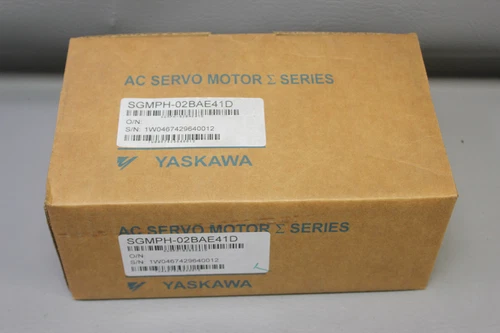 AC SERVO MOTOR Σ SERIES
SGMPH-02BAE41D
O/N:
S/N: 1W0467429640012
YASKAWA
AC SERVO MOTOR Σ SERIES
SGMPH-02BAE41D
O/N:
S/N: 1W0467429640012
YASKAWA